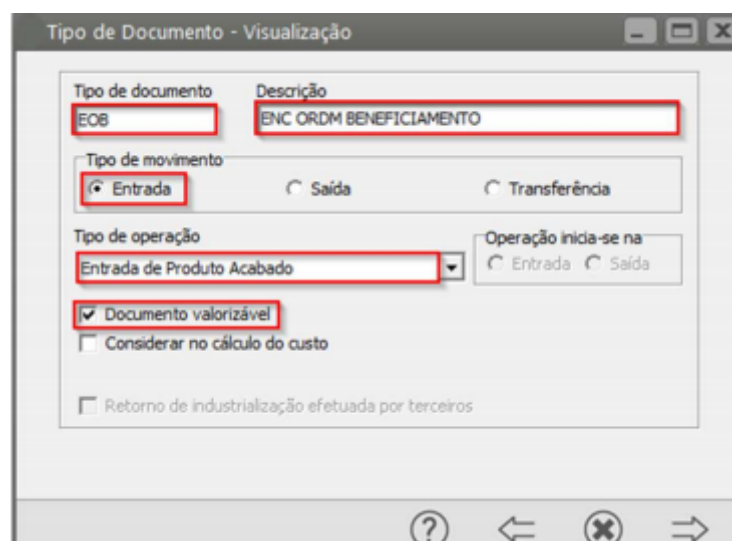 Tipo de Documento - Visualização
Tipo de documento Descrição
EOB ENC ORDM BENEFICIAMENTO
Tipo de movimento
Entrada Saída Transferência
Tipo de operação Operação inicia-se na
Entrada de Produto Acabado Entrada Saída
Documento valorizável
Considerar no cálculo do custo
Retorno de industrialização efetuada por terceiros